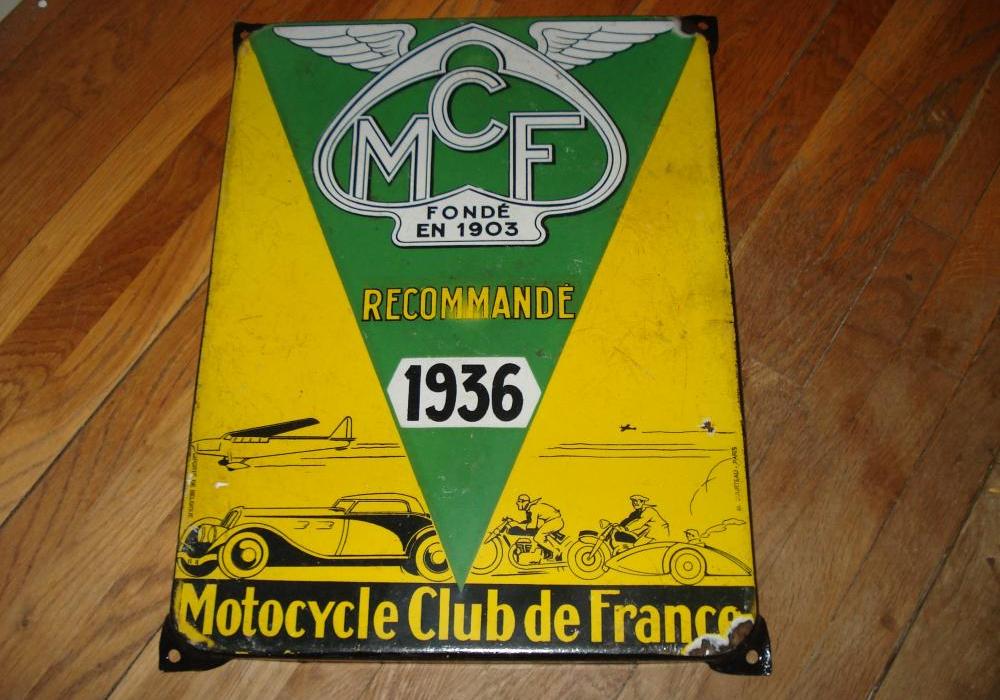 MCF
FONDÉ
EN 1903
RECOMMANDÉ
1936
Motocycle Club de France